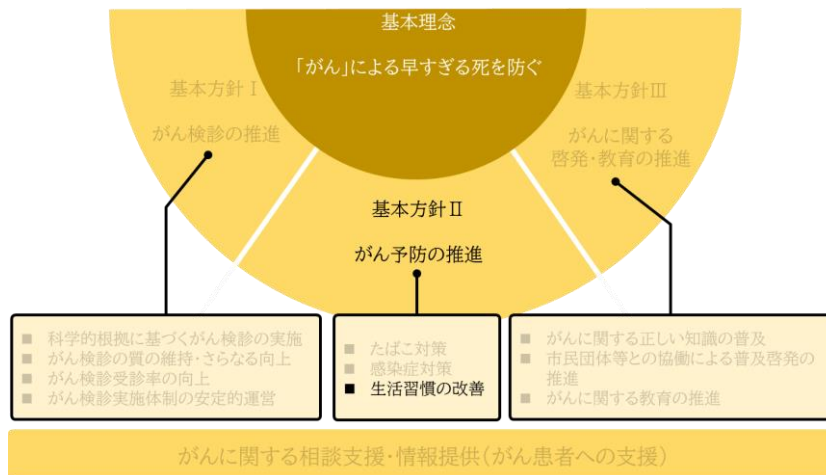 基本理念
「がん」による早すぎる死を防ぐ
基本方針Ⅰ
がん検診の推進
基本方針Ⅱ
がん予防の推進
基本方針Ⅲ
がんに関する
啓発・教育の推進
■ 科学的根拠に基づくがん検診の実施
■ がん検診の質の維持・さらなる向上
■ がん検診受診率の向上
■ がん検診実施体制の安定的運営
■ たばこ対策
■ 感染症対策
■ 生活習慣の改善
■ がんに関する正しい知識の普及
■ 市民団体等との協働による普及啓発の
推進
■ がんに関する教育の推進
がんに関する相談支援・情報提供(がん患者への支援)